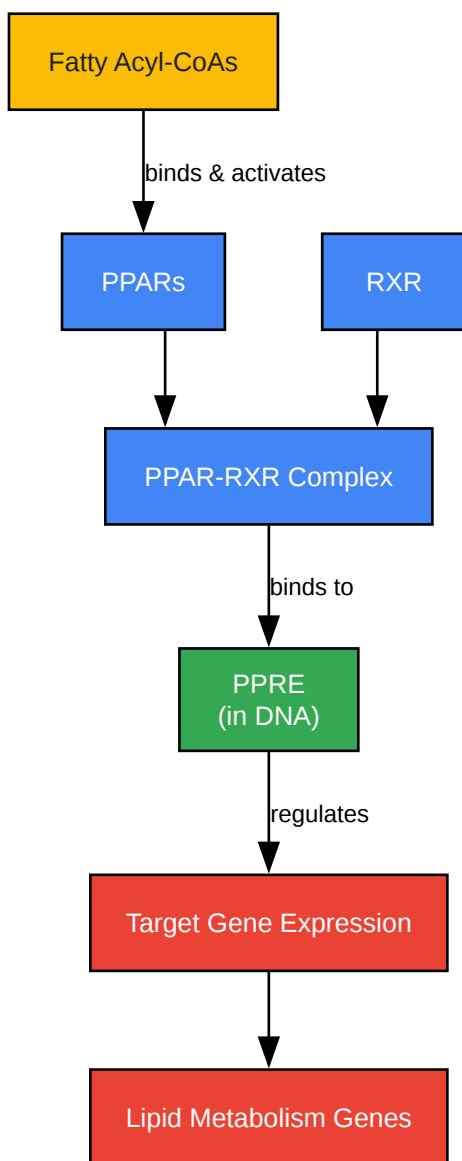 Fatty Acyl-CoAs
binds & activates
PPARs
RXR
PPAR-RXR Complex
binds to
PPRE
(in DNA)
regulates
Target Gene Expression
Lipid Metabolism Genes